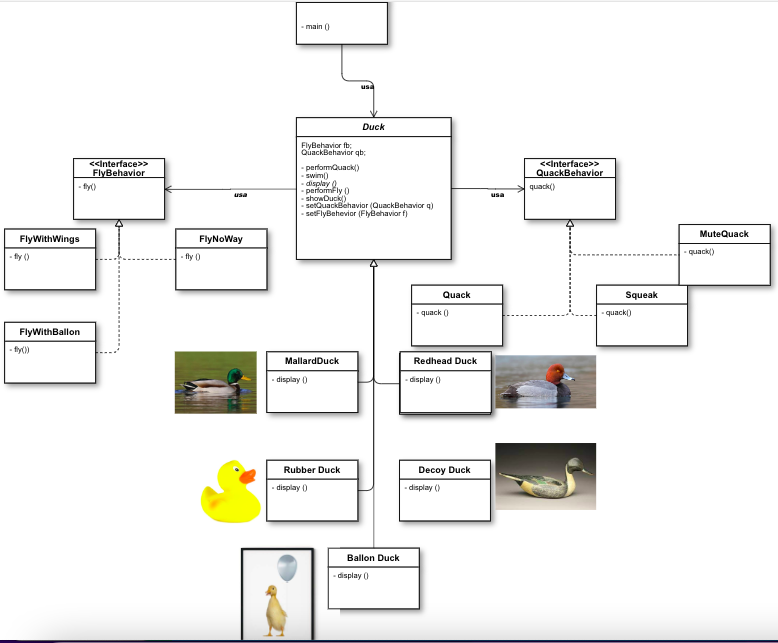 - main ()
usa
Duck
FlyBehavior fb;
QuackBehavior qb;
- performQuack()
- swim()
- display ()
- performFly ()
- showDuck()
- setQuackBehavior (QuackBehavior q)
- setFlyBehevior (FlyBehavior f)
<<Interface>>
FlyBehavior
- fly()
usa
<<Interface>>
QuackBehavior
quack()
usa
FlyWithWings
- fly ()
FlyNoWay
- fly ()
MuteQuack
- quack()
Quack
- quack ()
Squeak
- quack()
FlyWithBallon
- fly())
MallardDuck
- display ()
Redhead Duck
- display ()
Rubber Duck
- display ()
Decoy Duck
- display ()
Ballon Duck
- display ()